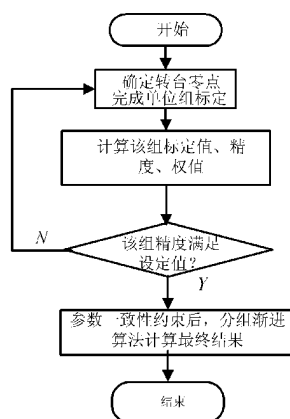 开始
确定转台零点
完成单位组标定
计算该组标定值、精
度、权值
N
该组精度满足
设定值?
Y
参数一致性约束后，分组渐进
算法计算最终结果
结束